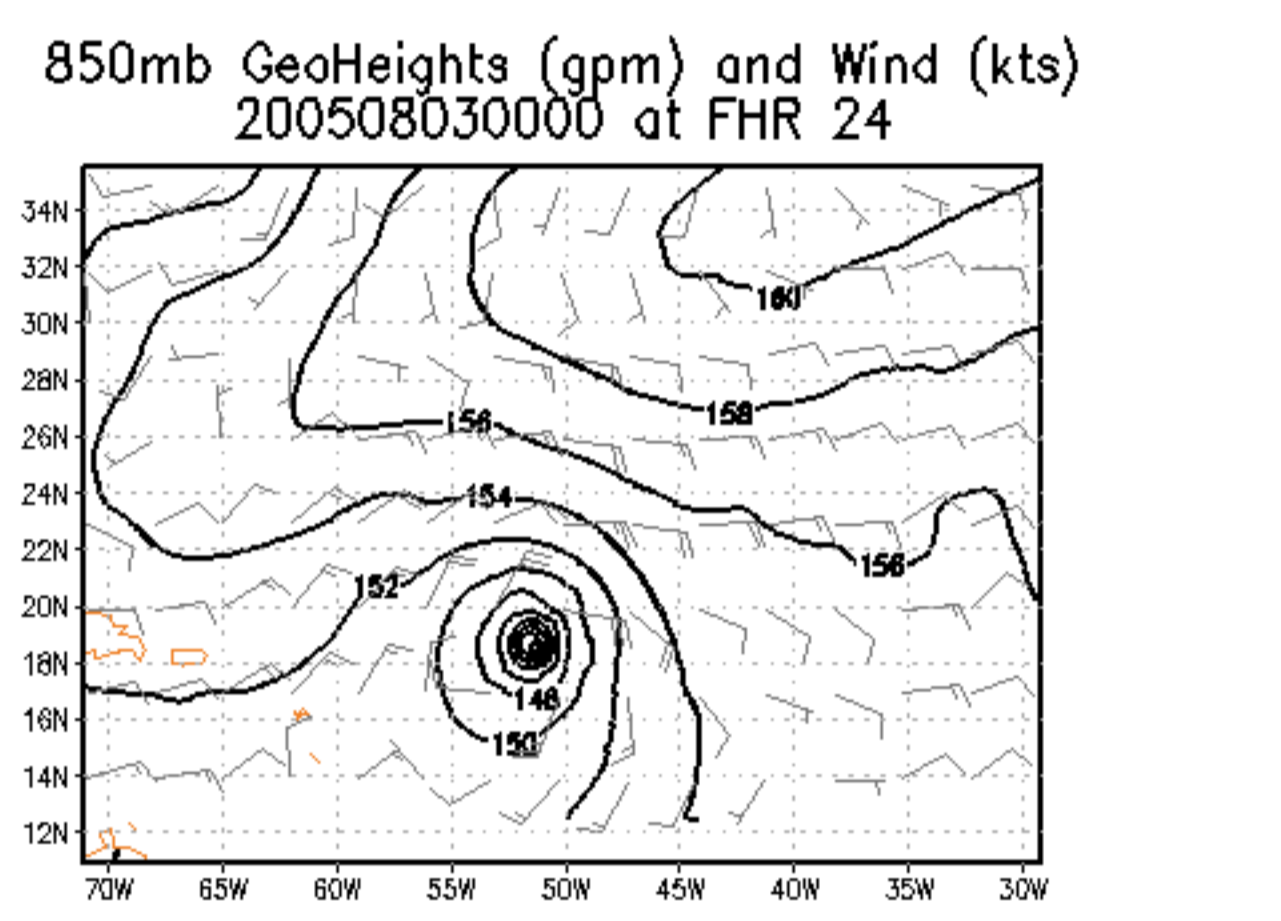 850mb GeoHeights (gpm) and Wind (kts)
200508030000 at FHR 24
34N
32N
160
30N
28N
158
156
26N
24N
154
22N
156
152
20N
18N
148
16N
150
14N
12N
70W 65W 60W 55W 50W 45W 40W 35W 30W